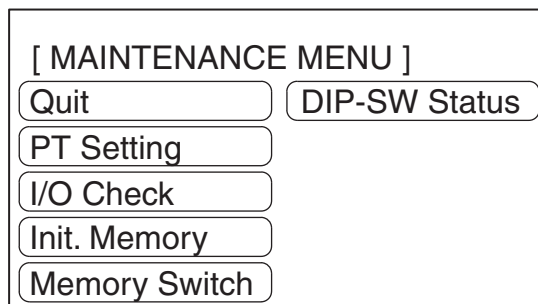 [ MAINTENANCE MENU ]
Quit DIP-SW Status
PT Setting
I/O Check
Init. Memory
Memory Switch